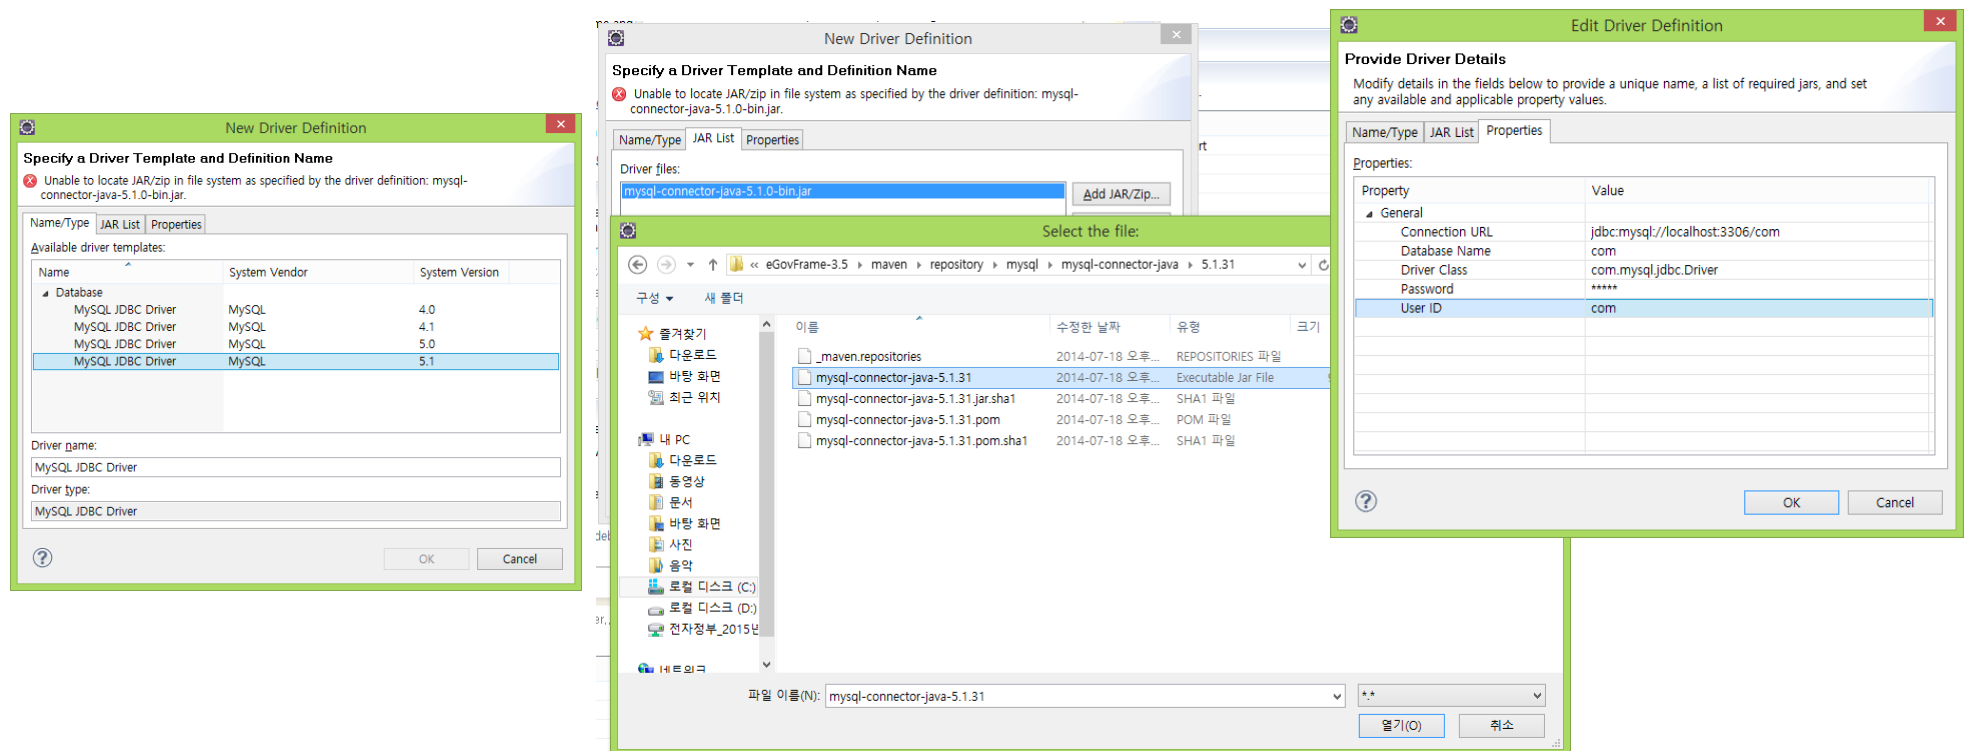 New Driver Definition
Specify a Driver Template and Definition Name
Unable to locate JAR/zip in file system as specified by the driver definition: mysql-
connector-java-5.1.0-bin.jar.
Name/Type JAR List Properties
Available driver templates:
Name System Vendor System Version
Database
MySQL JDBC Driver MySQL 4.0
MySQL JDBC Driver MySQL 4.1
MySQL JDBC Driver MySQL 5.0
MySQL JDBC Driver MySQL 5.1
Driver name:
MySQL JDBC Driver
Driver type:
MySQL JDBC Driver
OK Cancel
New Driver Definition
Specify a Driver Template and Definition Name
Unable to locate JAR/zip in file system as specified by the driver definition: mysql-
connector-java-5.1.0-bin.jar.
Name/Type JAR List Properties
Driver files:
mysql-connector-java-5.1.0-bin.jar
Add JAR/Zip...
Select the file:
« eGovFrame-3.5 maven repository mysql mysql-connector-java 5.1.31
구성 새 폴더
즐겨찾기
다운로드
바탕 화면
최근 위치
내 PC
다운로드
동영상
문서
바탕 화면
사진
음악
로컬 디스크 (C:)
로컬 디스크 (D:)
전자정부_2015년
네트워크
이름 수정한 날짜 유형 크기
_maven.repositories 2014-07-18 오후... REPOSITORIES 파일
mysql-connector-java-5.1.31 2014-07-18 오후... Executable Jar File
mysql-connector-java-5.1.31.jar.sha1 2014-07-18 오후... SHA1 파일
mysql-connector-java-5.1.31.pom 2014-07-18 오후... POM 파일
mysql-connector-java-5.1.31.pom.sha1 2014-07-18 오후... SHA1 파일
파일 이름(N): mysql-connector-java-5.1.31 *.*
열기(O) 취소
Edit Driver Definition
Provide Driver Details
Modify details in the fields below to provide a unique name, a list of required jars, and set
any available and applicable property values.
Name/Type JAR List Properties
Properties:
Property Value
General
Connection URL jdbc:mysql://localhost:3306/com
Database Name com
Driver Class com.mysql.jdbc.Driver
Password *****
User ID com
OK Cancel